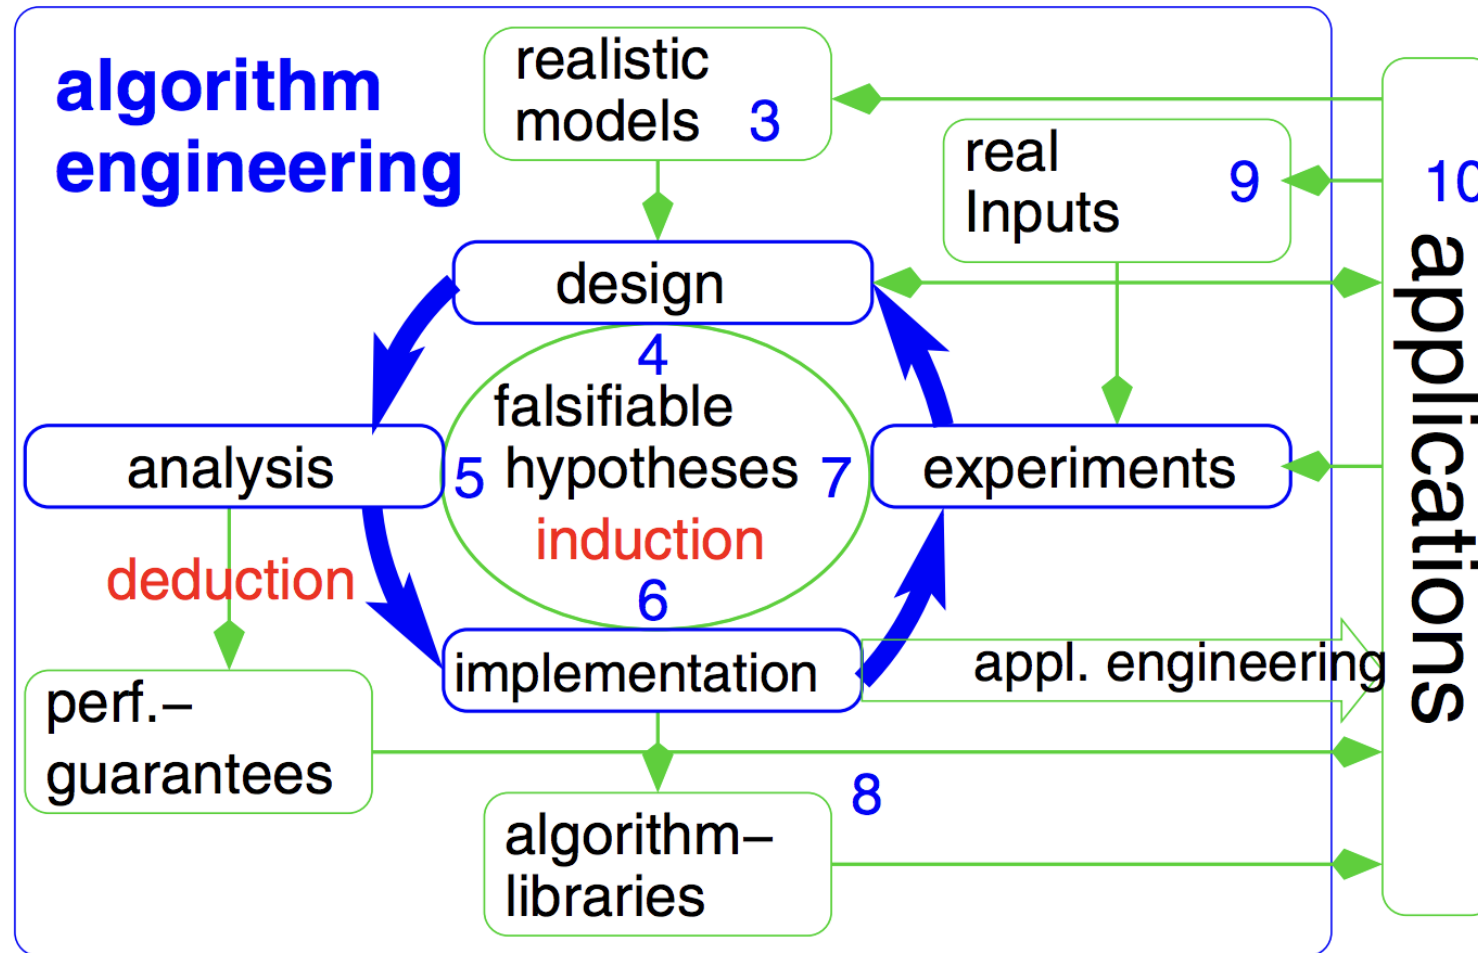 algorithm
engineering
realistic
models 3
real
Inputs
9
10
applications
design
4
falsifiable
hypotheses
5
7
induction
6
analysis
experiments
deduction
implementation
appl. engineering
perf.–
guarantees
8
algorithm–
libraries